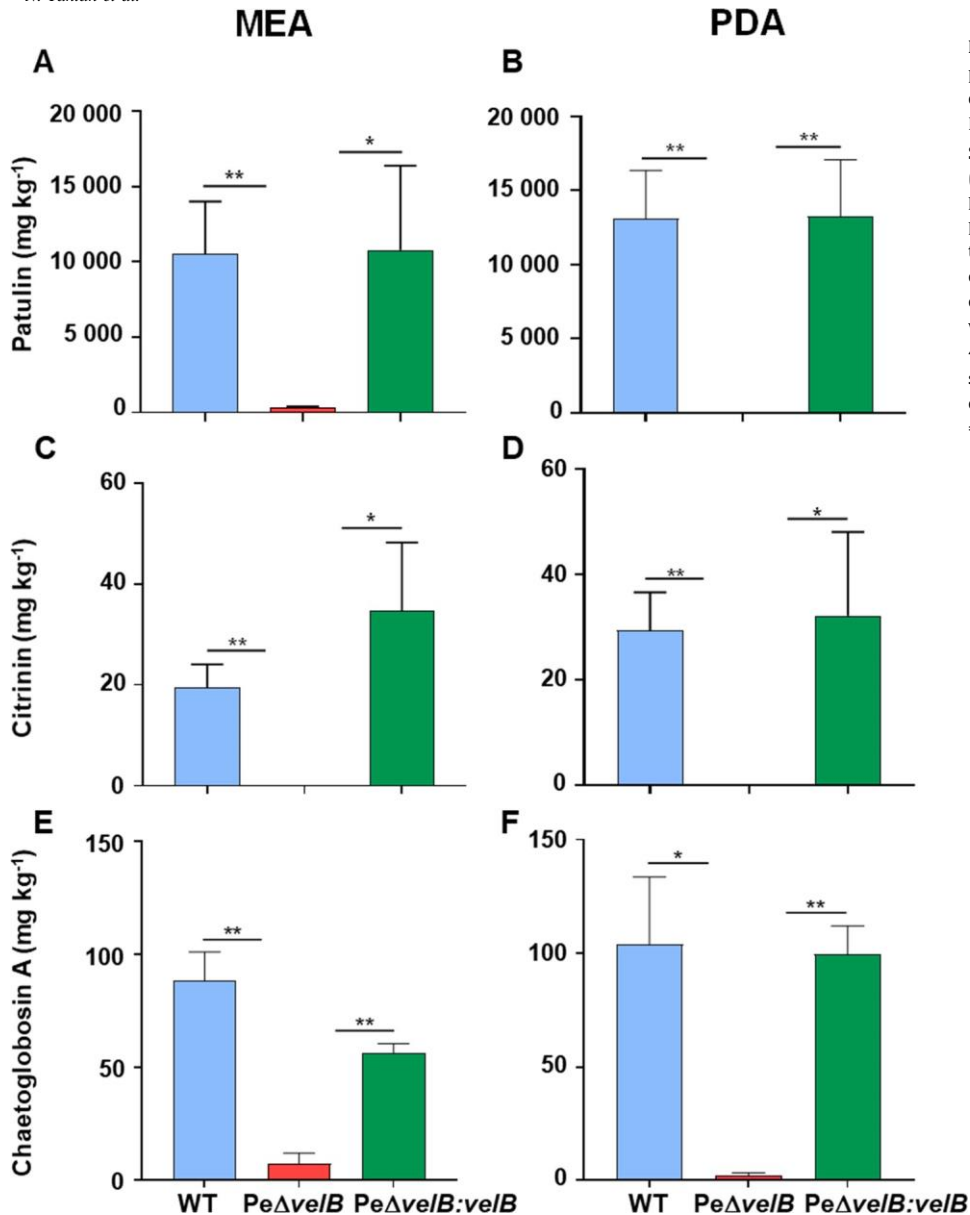 MEA
PDA
A
B
Patulin (mg kg-1)
20 000
15 000
10 000
5 000
0
**
*
20 000
15 000
10 000
5 000
0
**
**
C
D
Citrinin (mg kg-1)
60
40
20
0
**
*
60
40
20
0
**
*
E
F
Chaetoglobosin A (mg kg-1)
150
100
50
0
**
**
150
100
50
0
*
**
WT PeΔvelB PeΔvelB:velB
WT PeΔvelB PeΔvelB:velB